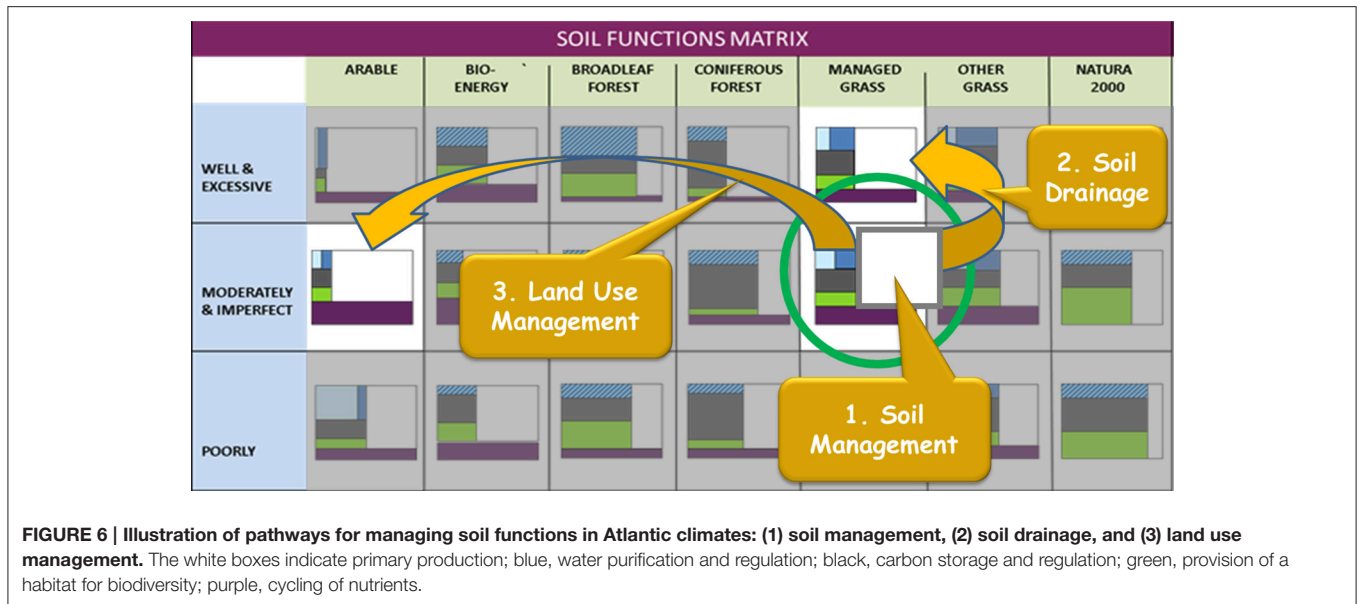 SOIL FUNCTIONS MATRIX
ARABLE
BIO-
ENERGY
BROADLEAF
FOREST
CONIFEROUS
FOREST
MANAGED
GRASS
OTHER
GRASS
NATURA
2000
WELL &
EXCESSIVE
2. Soil
Drainage
MODERATELY
& IMPERFECT
3. Land Use
Management
POORLY
1. Soil
Management
FIGURE 6 | Illustration of pathways for managing soil functions in Atlantic climates: (1) soil management, (2) soil drainage, and (3) land use
management. The white boxes indicate primary production; blue, water purification and regulation; black, carbon storage and regulation; green, provision of a
habitat for biodiversity; purple, cycling of nutrients.